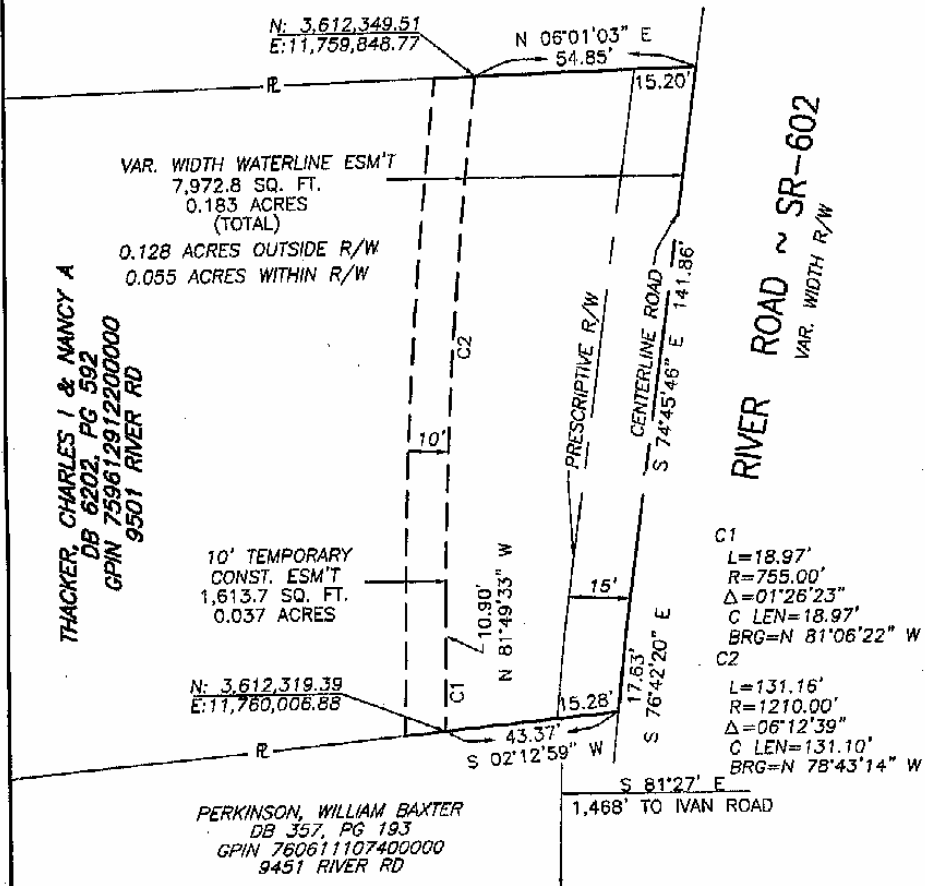 N: 3,612,349.51
E:11,759,848.77
N 06°01'03" E
54.85'
15.20'
PL
VAR. WIDTH WATERLINE ESM'T
7,972.8 SQ. FT.
0.183 ACRES
(TOTAL)
0.128 ACRES OUTSIDE R/W
0.055 ACRES WITHIN R/W
THACKER, CHARLES I & NANCY A
DB 6202, PG 592
GPIN 759612912200000
9501 RIVER RD
C2
10'
PRESCRIPTIVE R/W
CENTERLINE ROAD
S 74°45'46" E 141.86'
RIVER ROAD ~ SR-602
VAR. WIDTH R/W
10' TEMPORARY
CONST. ESM'T
1,613.7 SQ. FT.
0.037 ACRES
10.90'
N 81°49'33" W
15'
17.63'
S 76°42'20" E
C1
L=18.97'
R=755.00'
Δ=01°26'23"
C LEN=18.97'
BRG=N 81°06'22" W
C2
L=131.16'
R=1210.00'
Δ=06°12'39"
C LEN=131.10'
BRG=N 78°43'14" W
N: 3,612,319.39
E:11,760,006.88
C1
15.28'
43.37'
S 02°12'59" W
PL
S 81°27' E
1,468' TO IVAN ROAD
PERKINSON, WILLIAM BAXTER
DB 357, PG 193
GPIN 760611107400000
9451 RIVER RD